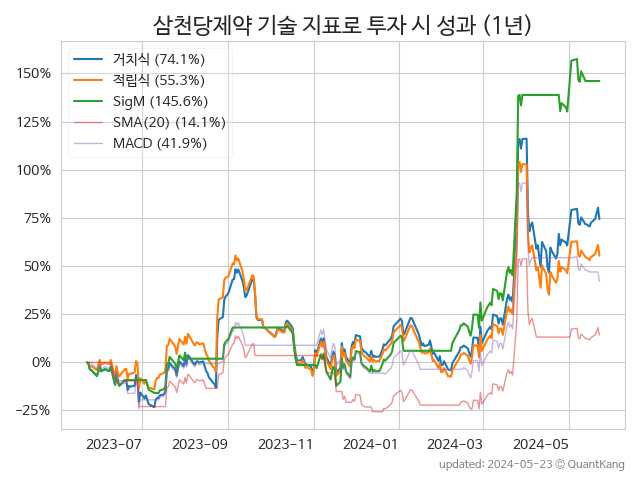 삼천당제약 기술 지표로 투자 시 성과 (1년)
거치식 (74.1%)
적립식 (55.3%)
SigM (145.6%)
SMA(20) (14.1%)
MACD (41.9%)
150%
125%
100%
75%
50%
25%
0%
−25%
2023-07
2023-09
2023-11
2024-01
2024-03
2024-05
updated: 2024-05-23 © QuantKang